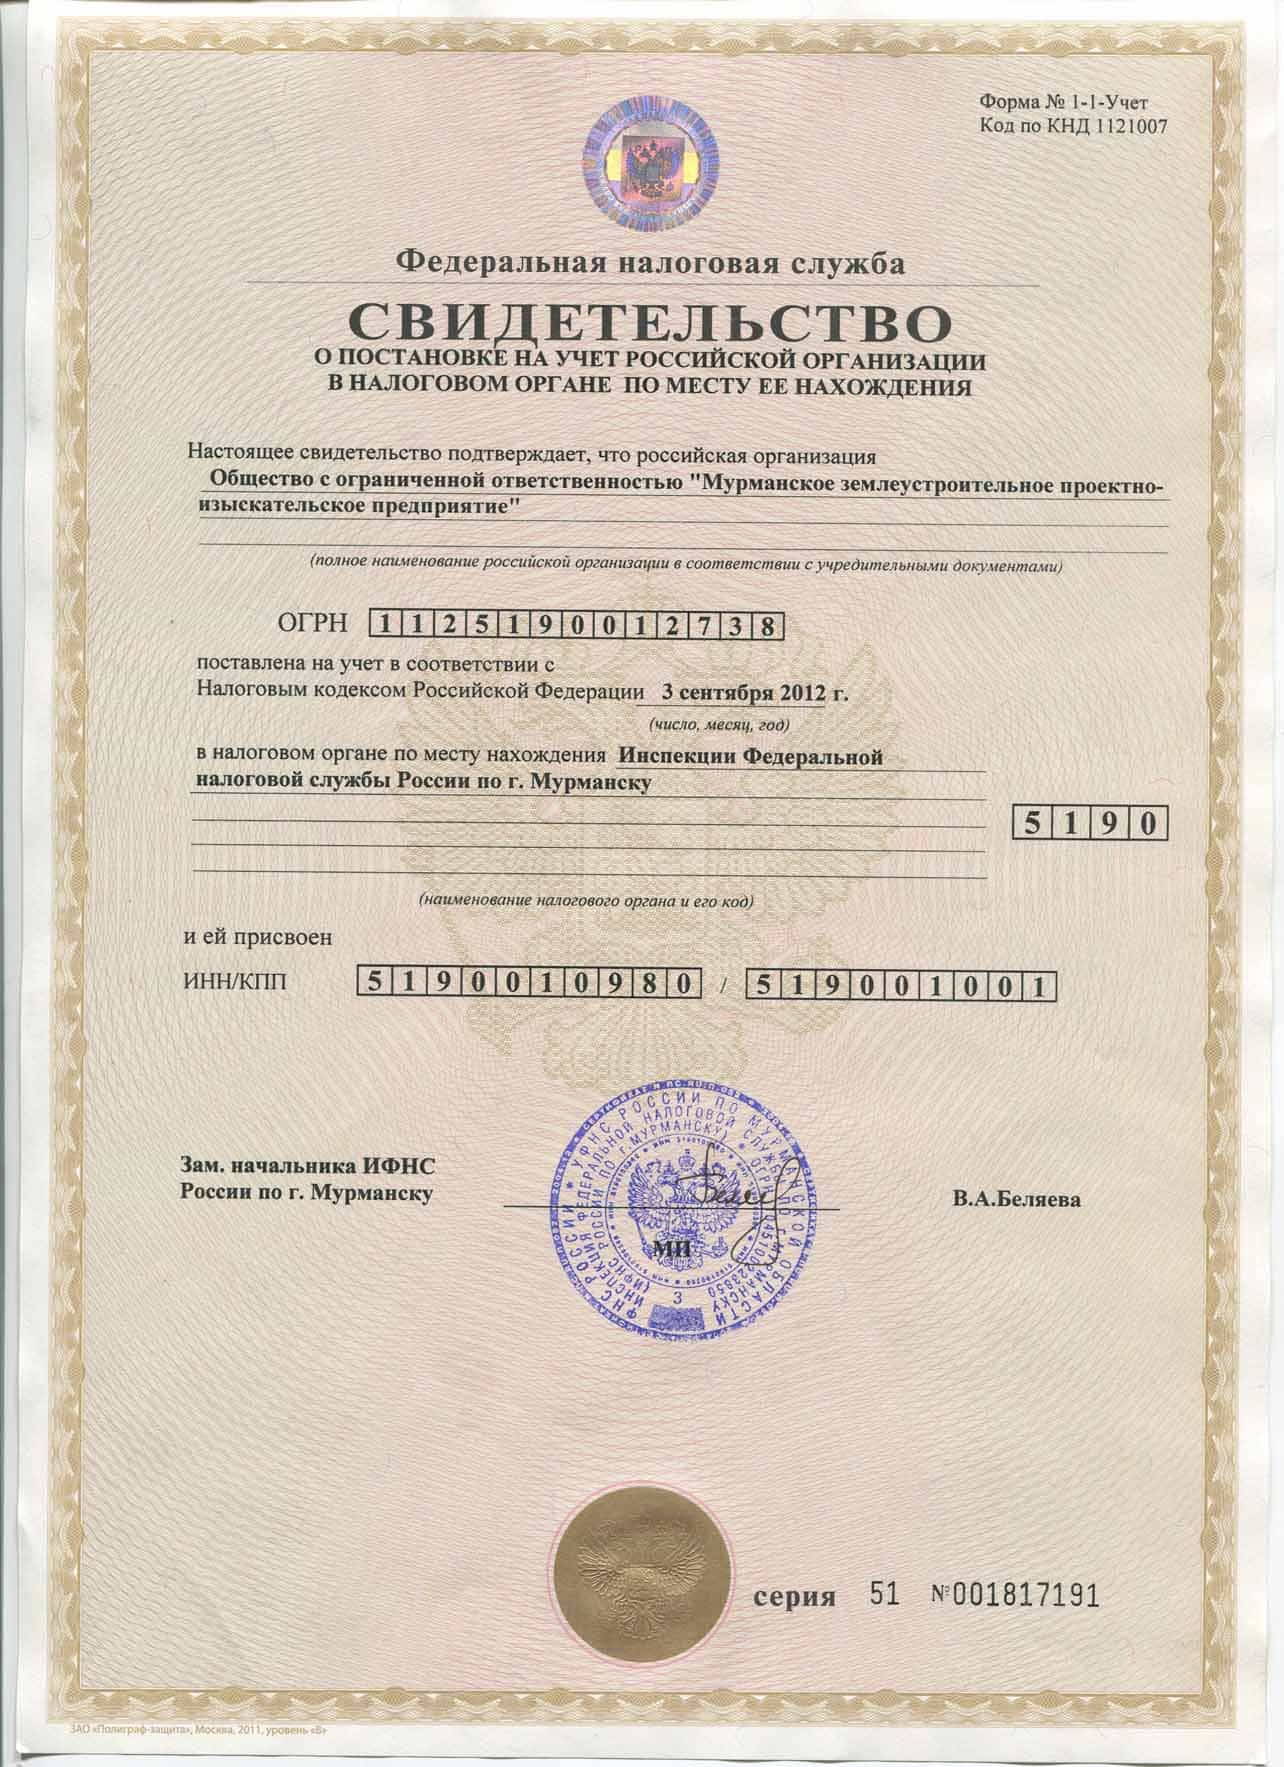 Форма № 1-1-Учет
Код по КНД 1121007
Федеральная налоговая служба
СВИДЕТЕЛЬСТВО
О ПОСТАНОВКЕ НА УЧЕТ РОССИЙСКОЙ ОРГАНИЗАЦИИ
В НАЛОГОВОМ ОРГАНЕ ПО МЕСТУ ЕЕ НАХОЖДЕНИЯ
Настоящее свидетельство подтверждает, что российская организация
Общество с ограниченной ответственностью "Мурманское землеустроительное проектно-
изыскательское предприятие"
(полное наименование российской организации в соответствии с учредительными документами)
ОГРН 1125190012738
поставлена на учет в соответствии с
Налоговым кодексом Российской Федерации 3 сентября 2012 г.
(число, месяц, год)
в налоговом органе по месту нахождения Инспекции Федеральной
налоговой службы России по г. Мурманску
5190
(наименование налогового органа и его код)
и ей присвоен
ИНН/КПП 5190010980 / 519001001
Зам. начальника ИФНС
России по г. Мурманску
В.А.Беляева
МП
ФНС РОССИИ * УФНС РОССИИ ПО МУРМАНСКОЙ ОБЛАСТИ
ИНСПЕКЦИЯ ФЕДЕРАЛЬНОЙ НАЛОГОВОЙ СЛУЖБЫ ПО Г. МУРМАНСКУ
(ИФНС РОССИИ ПО Г.МУРМАНСКУ) * ОГРН
3
серия 51 №001817191
ЗАО «Полиграф-защита», Москва, 2011, уровень «В»